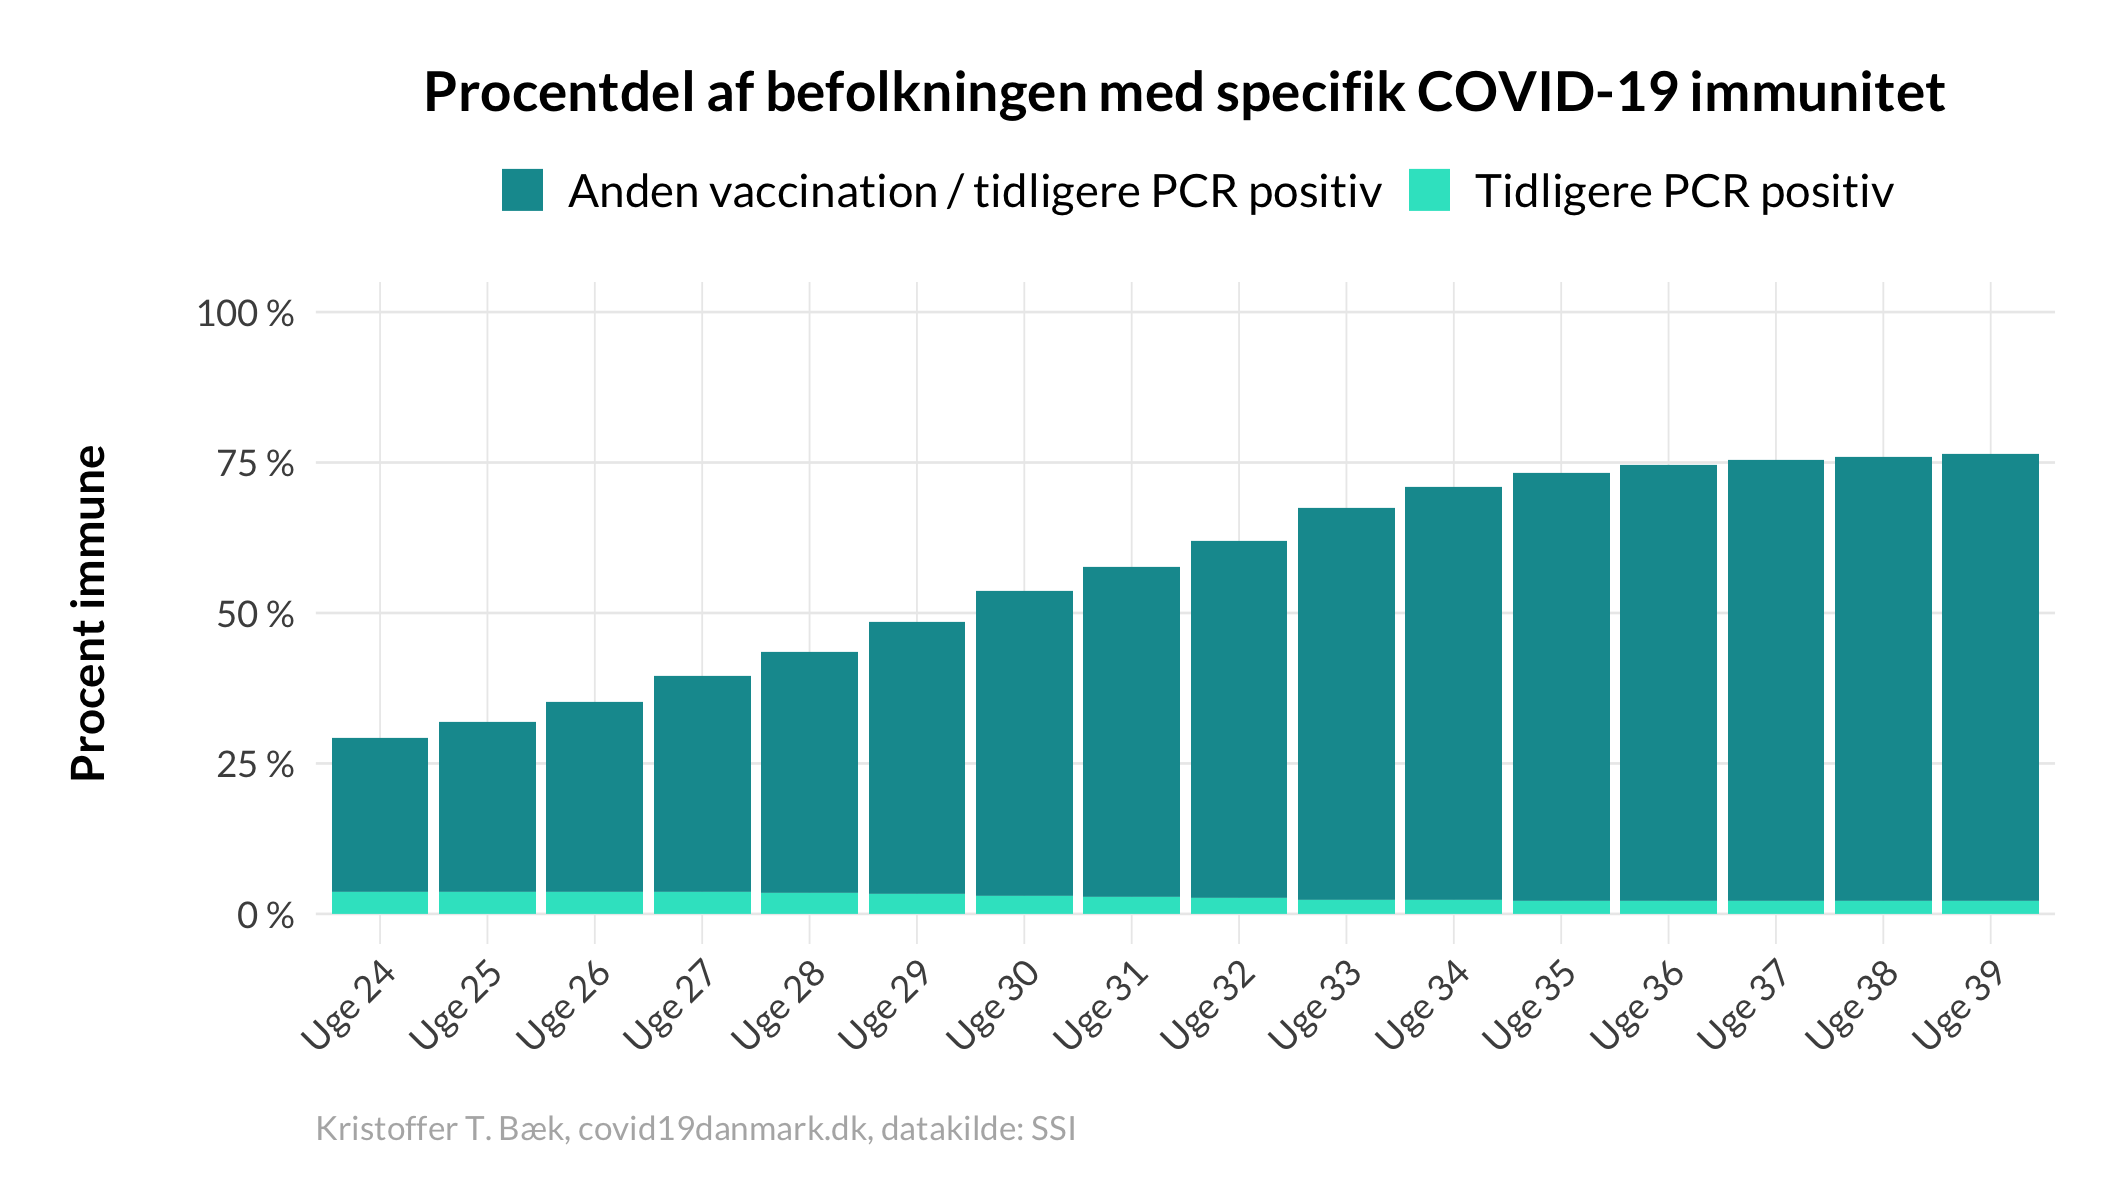 Procentdel af befolkningen med specifik COVID-19 immunitet
Anden vaccination / tidligere PCR positiv
Tidligere PCR positiv
Procent immune
100 %
75 %
50 %
25 %
0 %
Uge 24
Uge 25
Uge 26
Uge 27
Uge 28
Uge 29
Uge 30
Uge 31
Uge 32
Uge 33
Uge 34
Uge 35
Uge 36
Uge 37
Uge 38
Uge 39
Kristoffer T. Bæk, covid19danmark.dk, datakilde: SSI